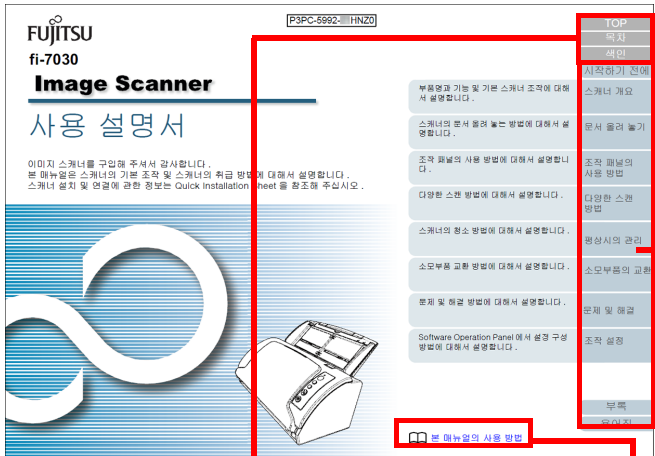 P3PC-5992- HNZ0
FUJITSU
fi-7030
Image Scanner
사용 설명서
이미지 스캐너를 구입해 주셔서 감사합니다 .
본 매뉴얼은 스캐너의 기본 조작 및 스캐너의 취급 방법에 대해서 설명합니다 .
스캐너 설치 및 연결에 관한 정보는 Quick Installation Sheet 을 참조해 주십시오 .
TOP
목차
색인
시작하기 전에
부품명과 기능 및 기본 스캐너 조작에 대해
서 설명합니다 .
스캐너 개요
스캐너의 문서 올려 놓는 방법에 대해서 설
명합니다 .
문서 올려 놓기
조작 패널의 사용 방법에 대해서 설명합니
다 .
조작 패널의
사용 방법
다양한 스캔 방법에 대해서 설명합니다 .
다양한 스캔
방법
스캐너의 청소 방법에 대해서 설명합니다 .
평상시의 관리
소모부품 교환 방법에 대해서 설명합니다 .
소모부품의 교환
문제 및 해결 방법에 대해서 설명합니다 .
문제 및 해결
Software Operation Panel 에서 설정 구성
방법에 대해서 설명합니다 .
조작 설정
부록
용어집
본 매뉴얼의 사용 방법